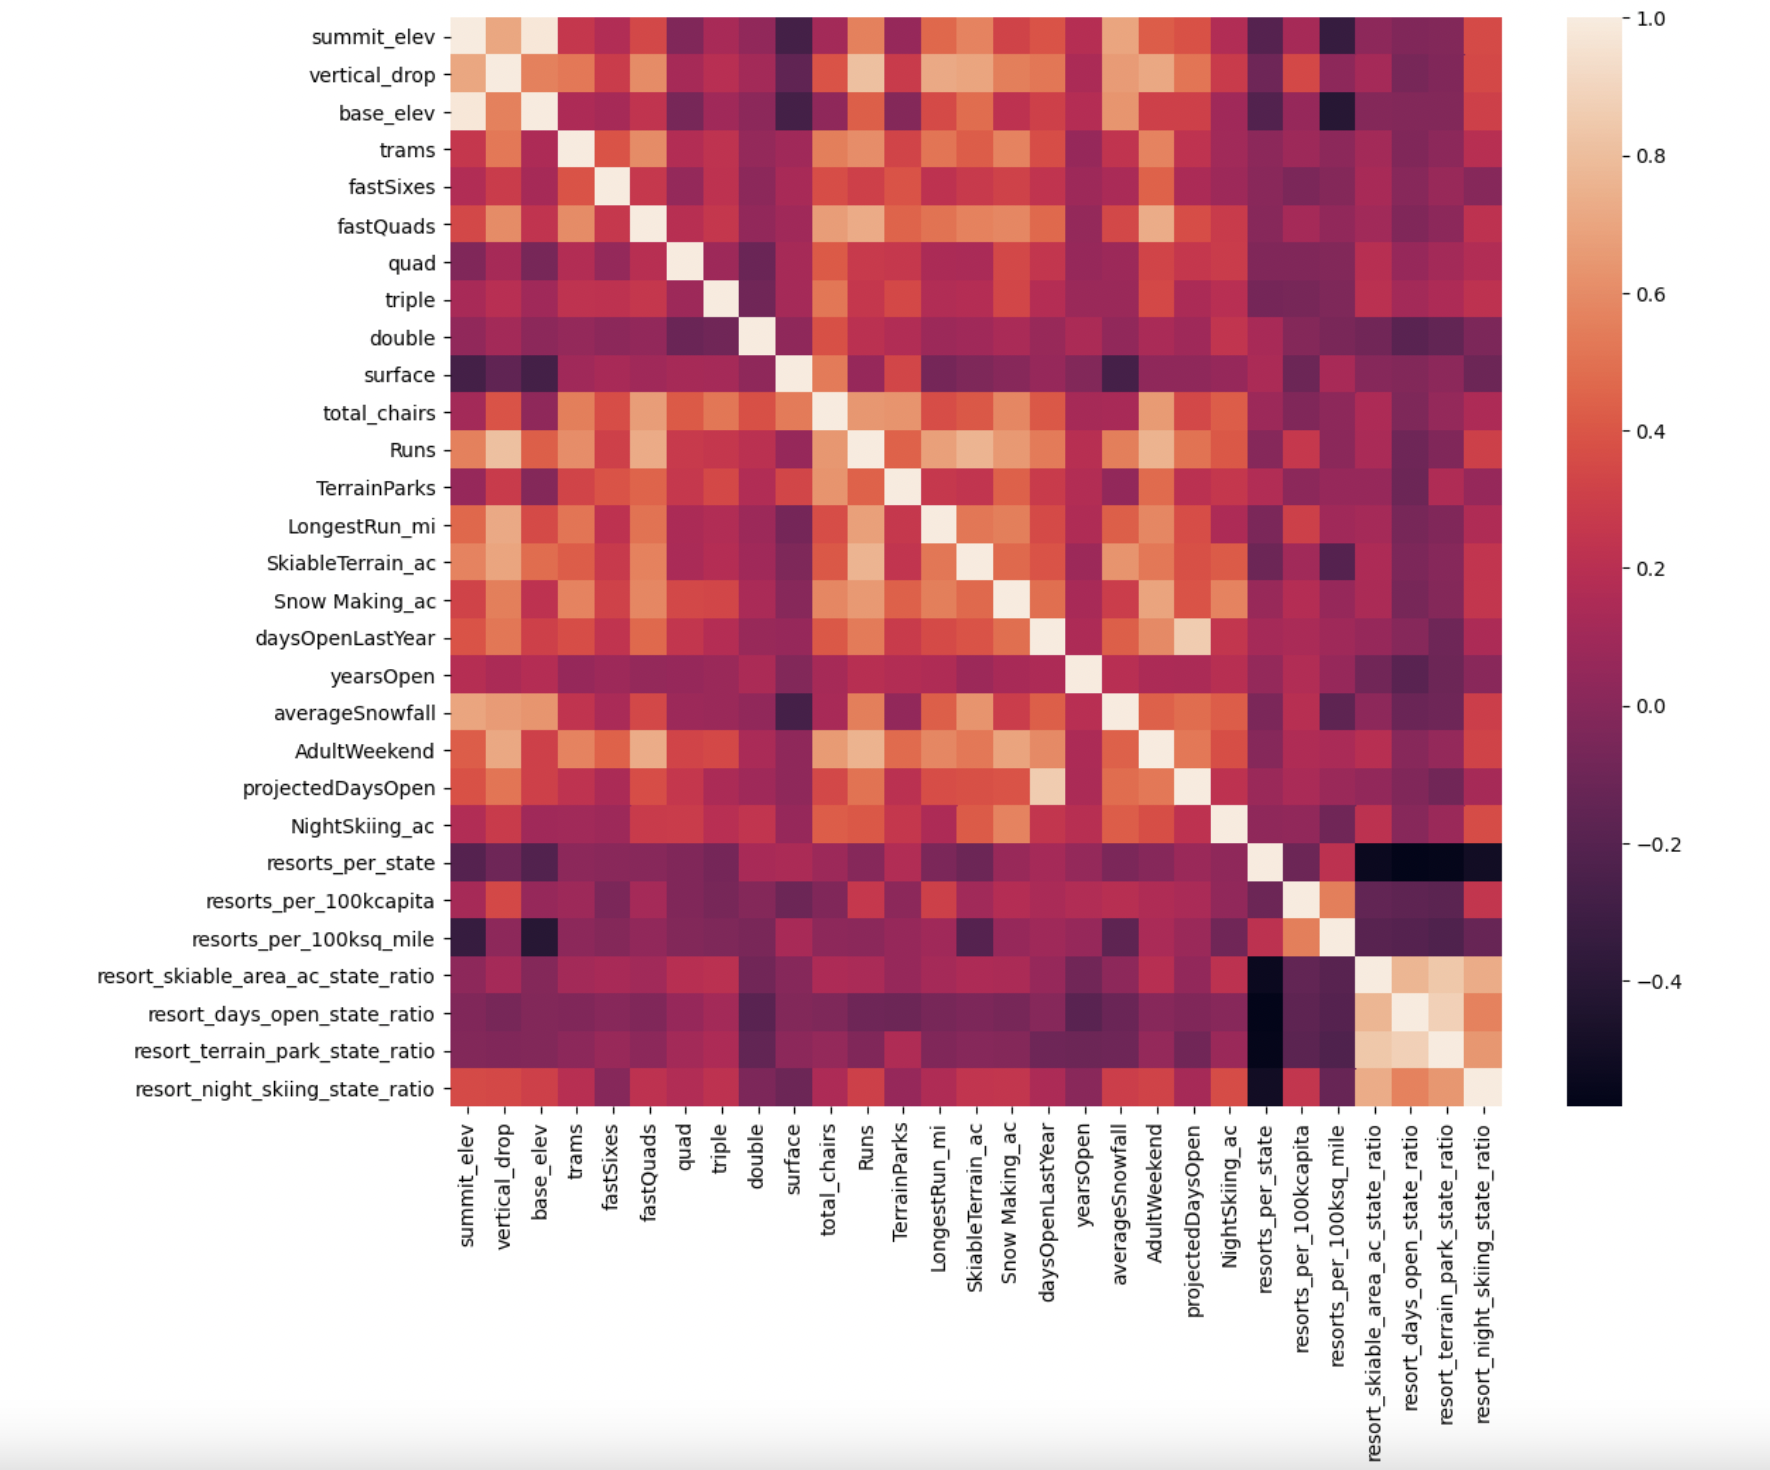 summit_elev
vertical_drop
base_elev
trams
fastSixes
fastQuads
quad
triple
double
surface
total_chairs
Runs
TerrainParks
LongestRun_mi
SkiableTerrain_ac
Snow Making_ac
daysOpenLastYear
yearsOpen
averageSnowfall
AdultWeekend
projectedDaysOpen
NightSkiing_ac
resorts_per_state
resorts_per_100kcapita
resorts_per_100ksq_mile
resort_skiable_area_ac_state_ratio
resort_days_open_state_ratio
resort_terrain_park_state_ratio
resort_night_skiing_state_ratio
summit_elev
vertical_drop
base_elev
trams
fastSixes
fastQuads
quad
triple
double
surface
total_chairs
Runs
TerrainParks
LongestRun_mi
SkiableTerrain_ac
Snow Making_ac
daysOpenLastYear
yearsOpen
averageSnowfall
AdultWeekend
projectedDaysOpen
NightSkiing_ac
resorts_per_state
resorts_per_100kcapita
resorts_per_100ksq_mile
resort_skiable_area_ac_state_ratio
resort_days_open_state_ratio
resort_terrain_park_state_ratio
resort_night_skiing_state_ratio
1.0
0.8
0.6
0.4
0.2
0.0
−0.2
−0.4